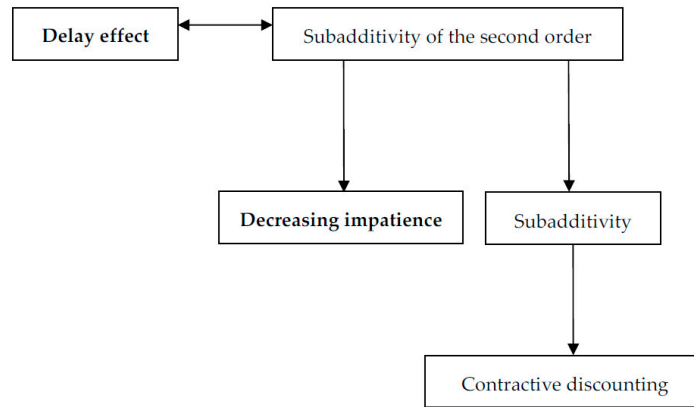 Delay effect
Subadditivity of the second order
Decreasing impatience
Subadditivity
Contractive discounting